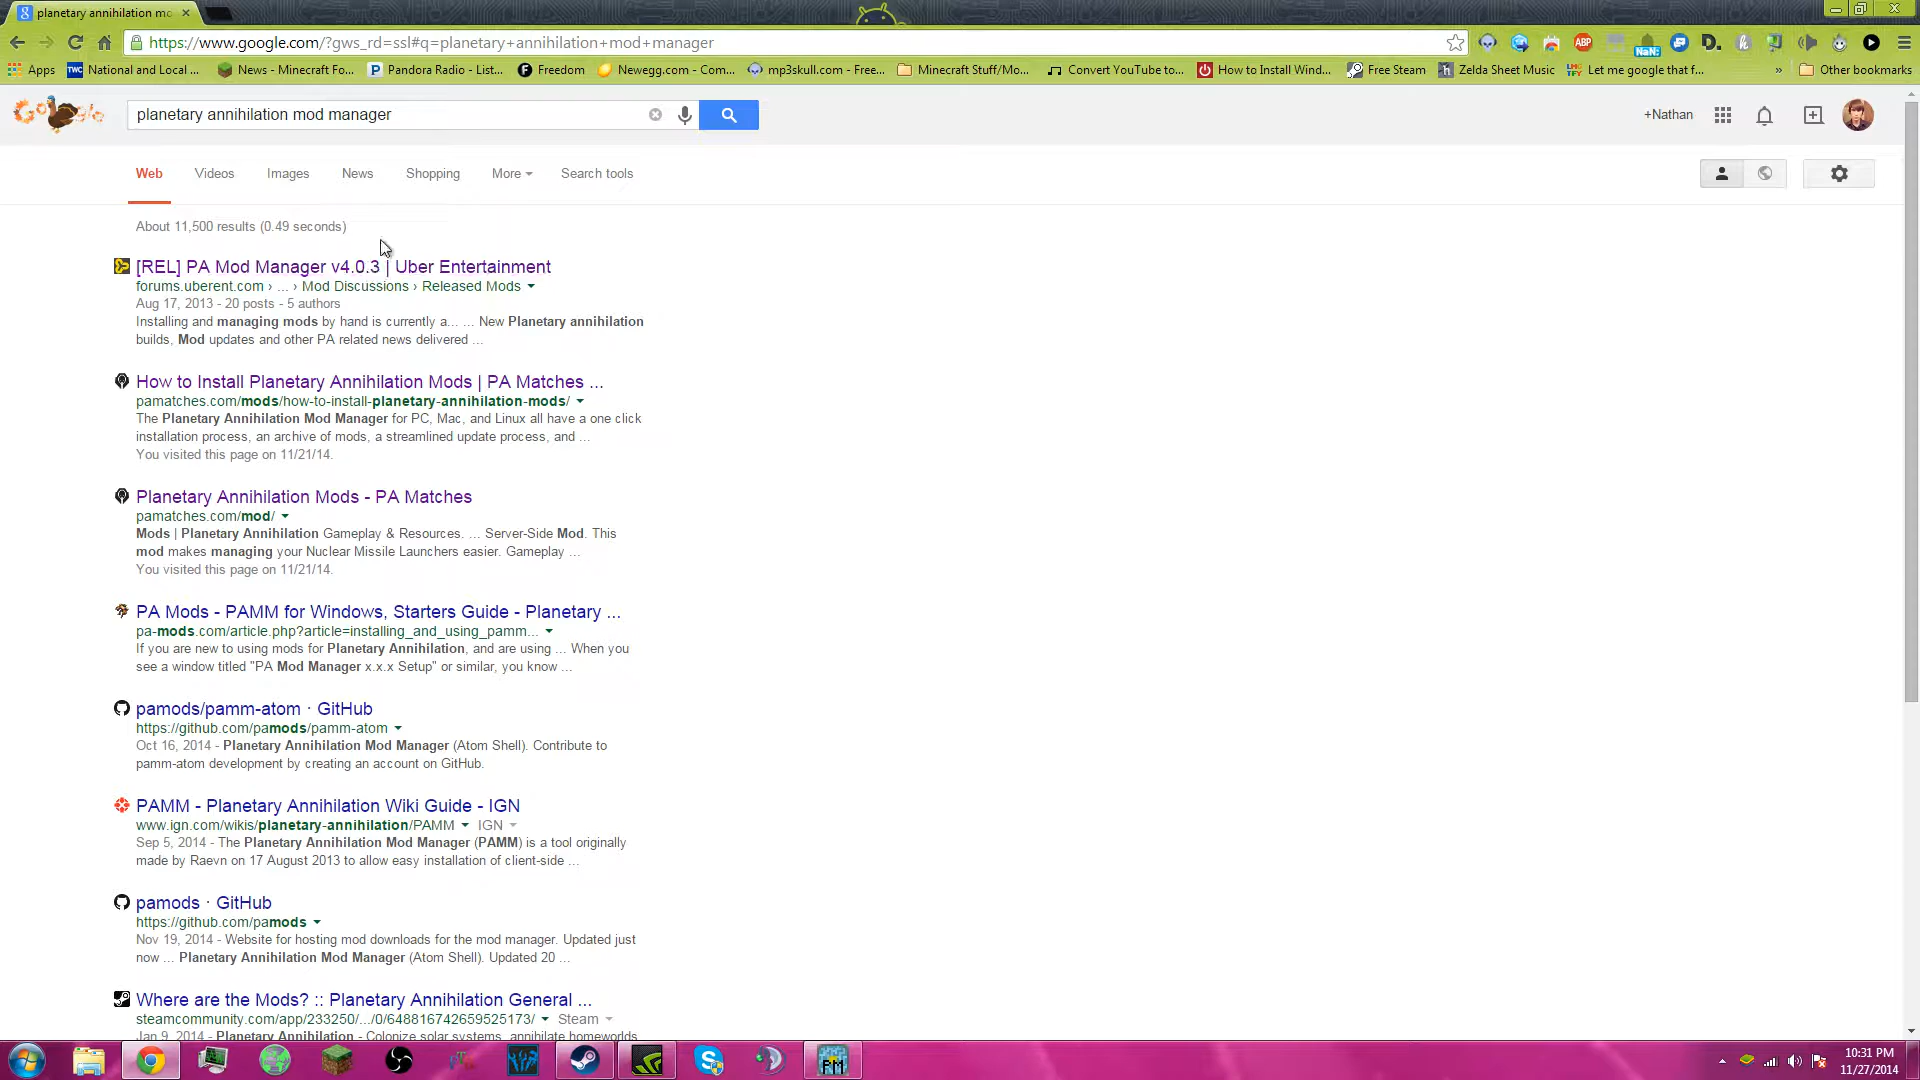 planetary annihilation mo
https://www.google.com/?gws_rd=ssl#q=planetary+annihilation+mod+manager
ABP
NaN:
Apps
TWC National and Local ...
News - Minecraft Fo...
Pandora Radio - List...
Freedom
Newegg.com - Com...
mp3skull.com - Free...
Minecraft Stuff/Mo...
Convert YouTube to...
How to Install Wind...
Free Steam
Zelda Sheet Music
Let me google that f...
»
Other bookmarks
planetary annihilation mod manager
+Nathan
Web
Videos
Images
News
Shopping
More
Search tools
About 11,500 results (0.49 seconds)
[REL] PA Mod Manager v4.0.3 | Uber Entertainment
forums.uberent.com › ... › Mod Discussions › Released Mods
Aug 17, 2013 - 20 posts - 5 authors
Installing and managing mods by hand is currently a... ... New Planetary annihilation
builds, Mod updates and other PA related news delivered ...
How to Install Planetary Annihilation Mods | PA Matches ...
pamatches.com/mods/how-to-install-planetary-annihilation-mods/
The Planetary Annihilation Mod Manager for PC, Mac, and Linux all have a one click
installation process, an archive of mods, a streamlined update process, and ...
You visited this page on 11/21/14.
Planetary Annihilation Mods - PA Matches
pamatches.com/mod/
Mods | Planetary Annihilation Gameplay & Resources. ... Server-Side Mod. This
mod makes managing your Nuclear Missile Launchers easier. Gameplay ...
You visited this page on 11/21/14.
PA Mods - PAMM for Windows, Starters Guide - Planetary ...
pa-mods.com/article.php?article=installing_and_using_pamm...
If you are new to using mods for Planetary Annihilation, and are using ... When you
see a window titled "PA Mod Manager x.x.x Setup" or similar, you know ...
pamods/pamm-atom · GitHub
https://github.com/pamods/pamm-atom
Oct 16, 2014 - Planetary Annihilation Mod Manager (Atom Shell). Contribute to
pamm-atom development by creating an account on GitHub.
PAMM - Planetary Annihilation Wiki Guide - IGN
www.ign.com/wikis/planetary-annihilation/PAMM IGN
Sep 5, 2014 - The Planetary Annihilation Mod Manager (PAMM) is a tool originally
made by Raevn on 17 August 2013 to allow easy installation of client-side ...
pamods · GitHub
https://github.com/pamods
Nov 19, 2014 - Website for hosting mod downloads for the mod manager. Updated just
now ... Planetary Annihilation Mod Manager (Atom Shell). Updated 20 ...
Where are the Mods? :: Planetary Annihilation General ...
steamcommunity.com/app/233250/.../0/648816742659525173/ Steam
Jan 9, 2014 - Planetary Annihilation - Colonize solar systems, annihilate homeworlds
10:31 PM
11/27/2014